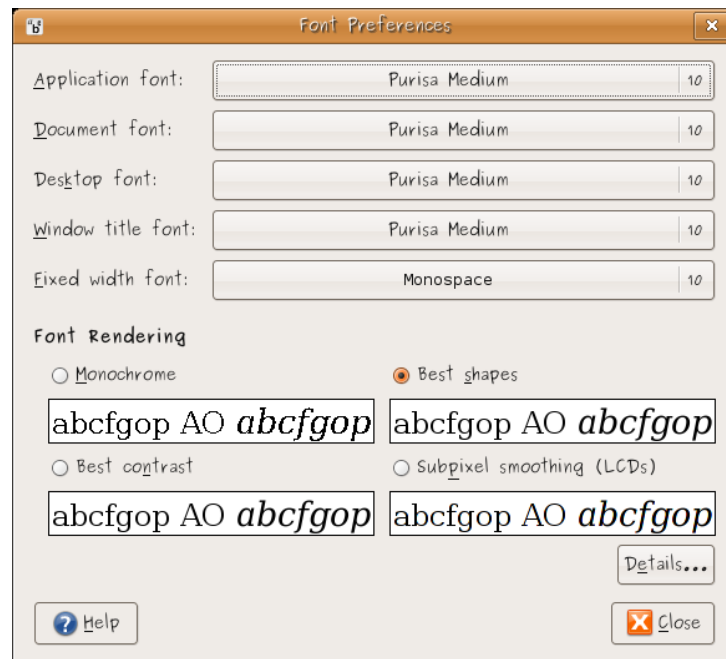 Font Preferences
Application font: Purisa Medium 10
Document font: Purisa Medium 10
Desktop font: Purisa Medium 10
Window title font: Purisa Medium 10
Fixed width font: Monospace 10
Font Rendering
Monochrome Best shapes
abcfgop AO abcfgop abcfgop AO abcfgop
Best contrast Subpixel smoothing (LCDs)
abcfgop AO abcfgop abcfgop AO abcfgop
Details...
Help Close